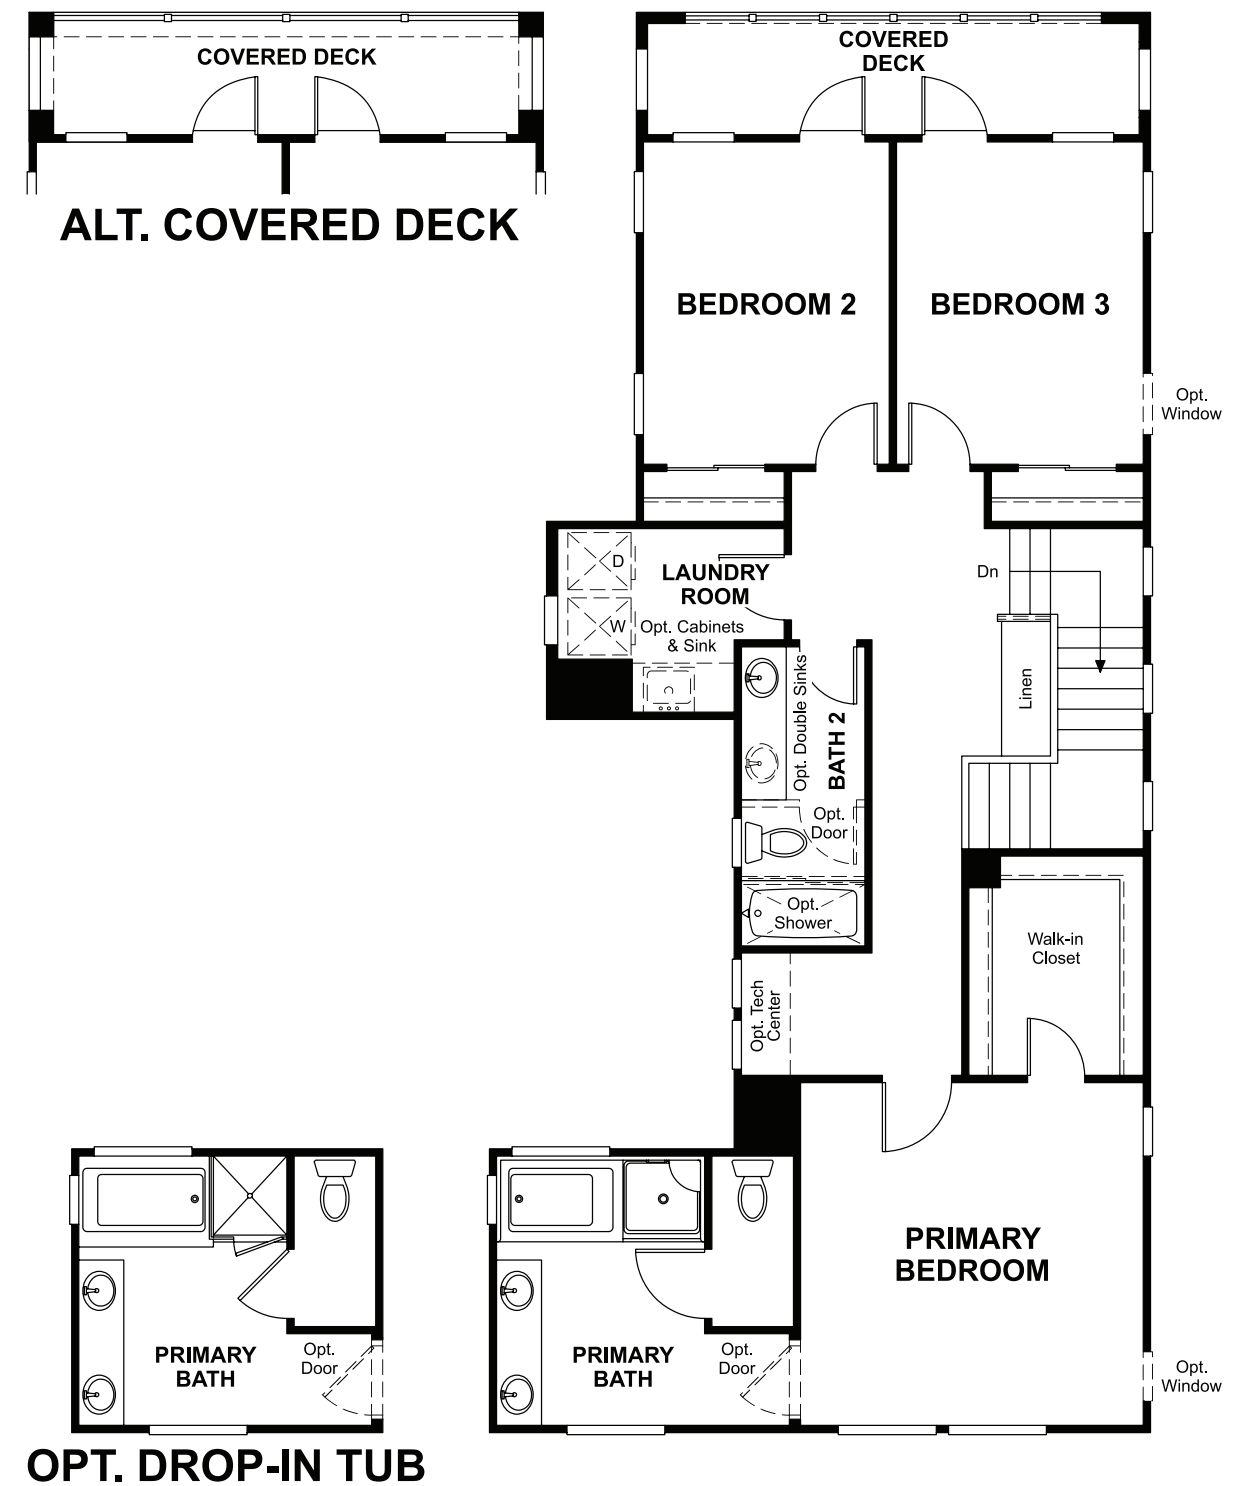 COVERED DECK
ALT. COVERED DECK
COVERED
DECK
BEDROOM 2
BEDROOM 3
Opt.
Window
D
W
LAUNDRY
ROOM
Opt. Cabinets
& Sink
Dn
Linen
Opt. Double Sinks
BATH 2
Opt.
Door
Opt.
Shower
Walk-in
Closet
Opt. Tech
Center
PRIMARY
BEDROOM
PRIMARY
BATH
Opt.
Door
PRIMARY
BATH
Opt.
Door
Opt.
Window
OPT. DROP-IN TUB